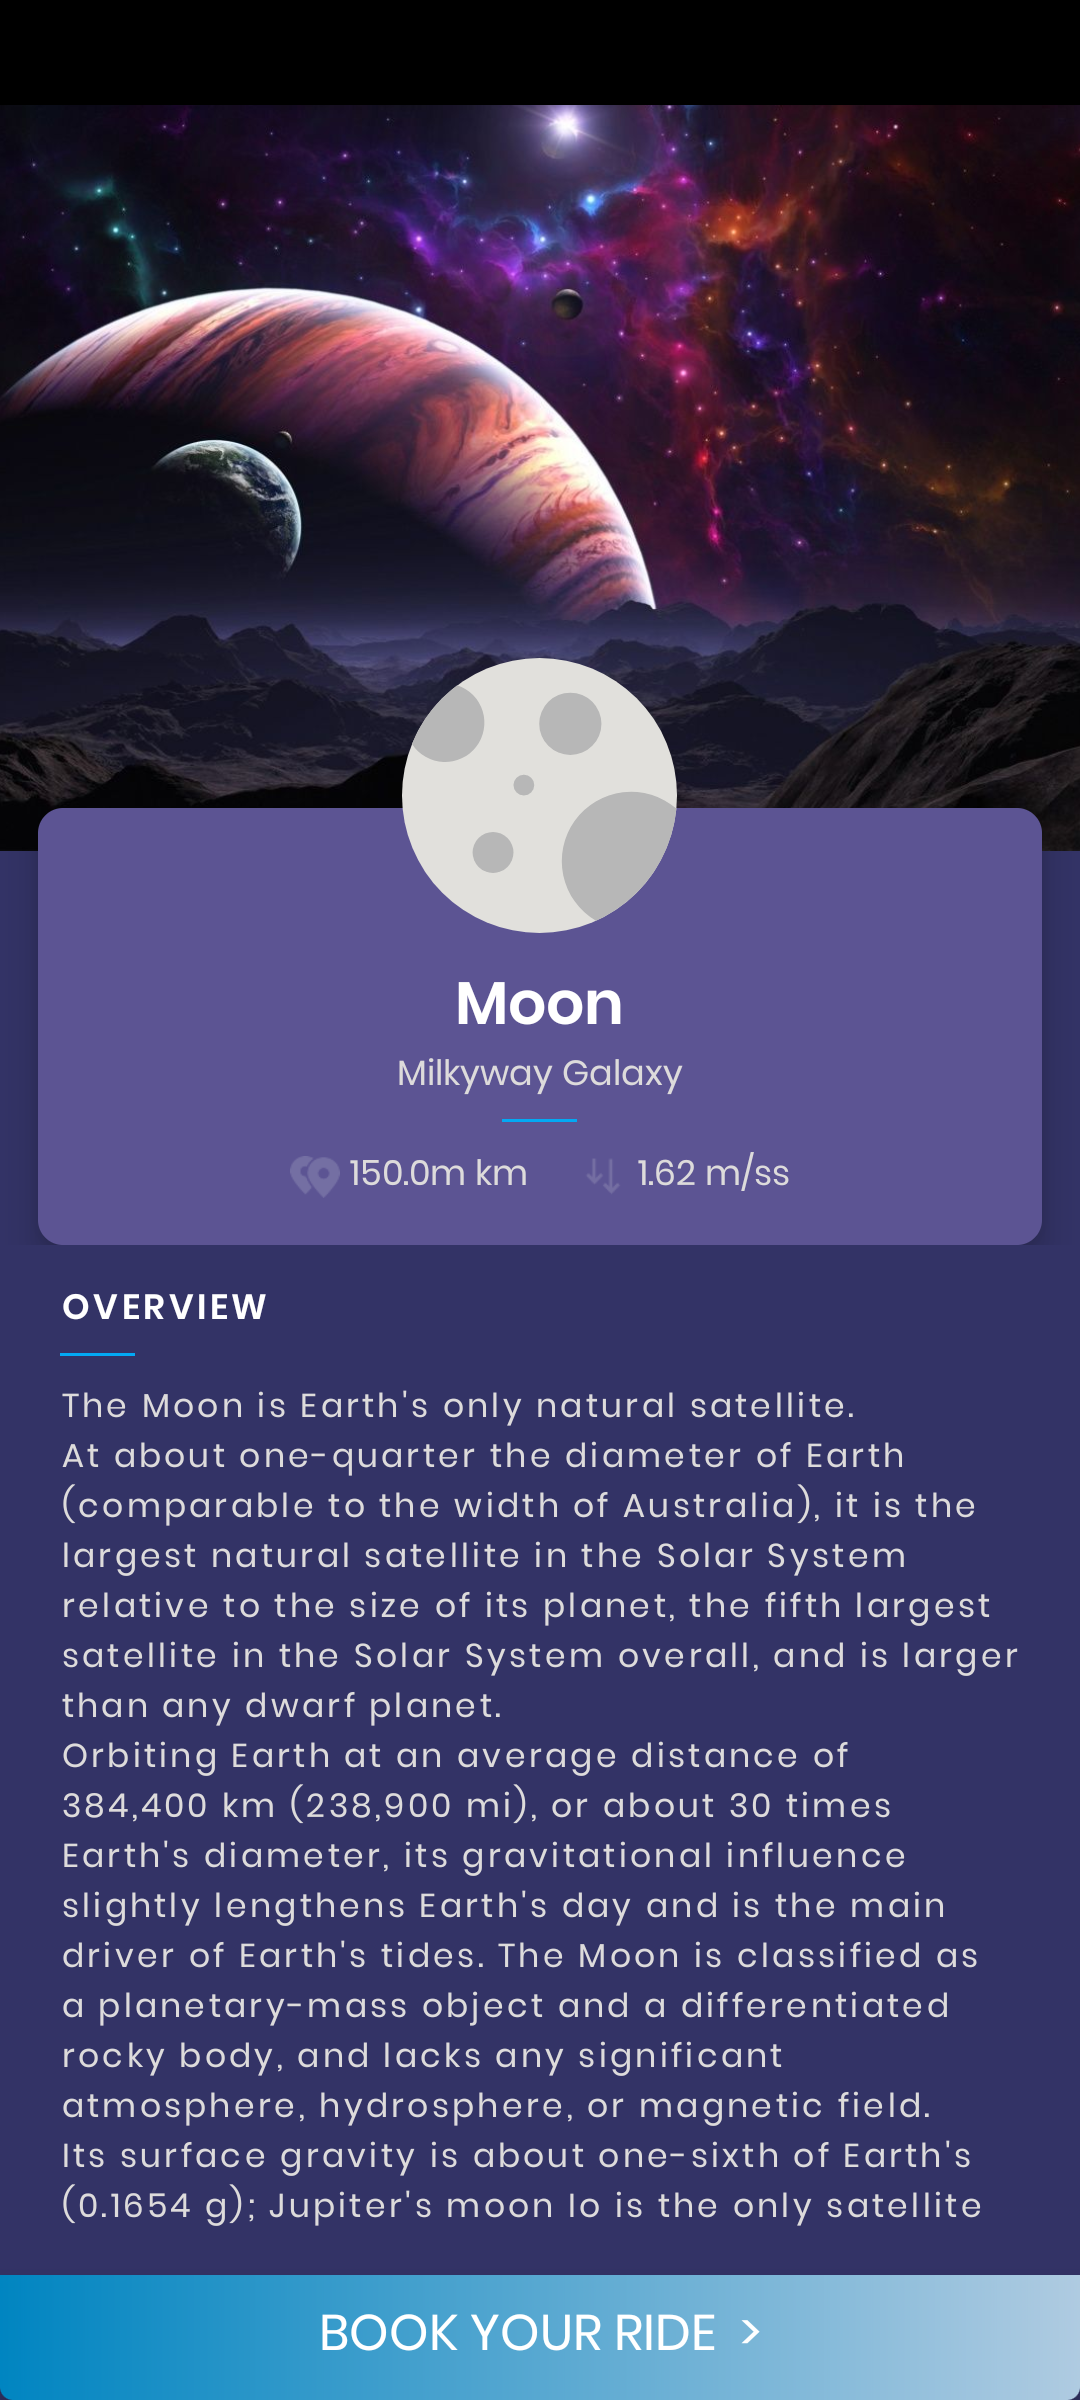 Moon
Milkyway Galaxy
150.0m km 1.62 m/ss
OVERVIEW
The Moon is Earth's only natural satellite.
At about one-quarter the diameter of Earth
(comparable to the width of Australia), it is the
largest natural satellite in the Solar System
relative to the size of its planet, the fifth largest
satellite in the Solar System overall, and is larger
than any dwarf planet.
Orbiting Earth at an average distance of
384,400 km (238,900 mi), or about 30 times
Earth's diameter, its gravitational influence
slightly lengthens Earth's day and is the main
driver of Earth's tides. The Moon is classified as
a planetary-mass object and a differentiated
rocky body, and lacks any significant
atmosphere, hydrosphere, or magnetic field.
Its surface gravity is about one-sixth of Earth's
(0.1654 g); Jupiter's moon Io is the only satellite
BOOK YOUR RIDE >